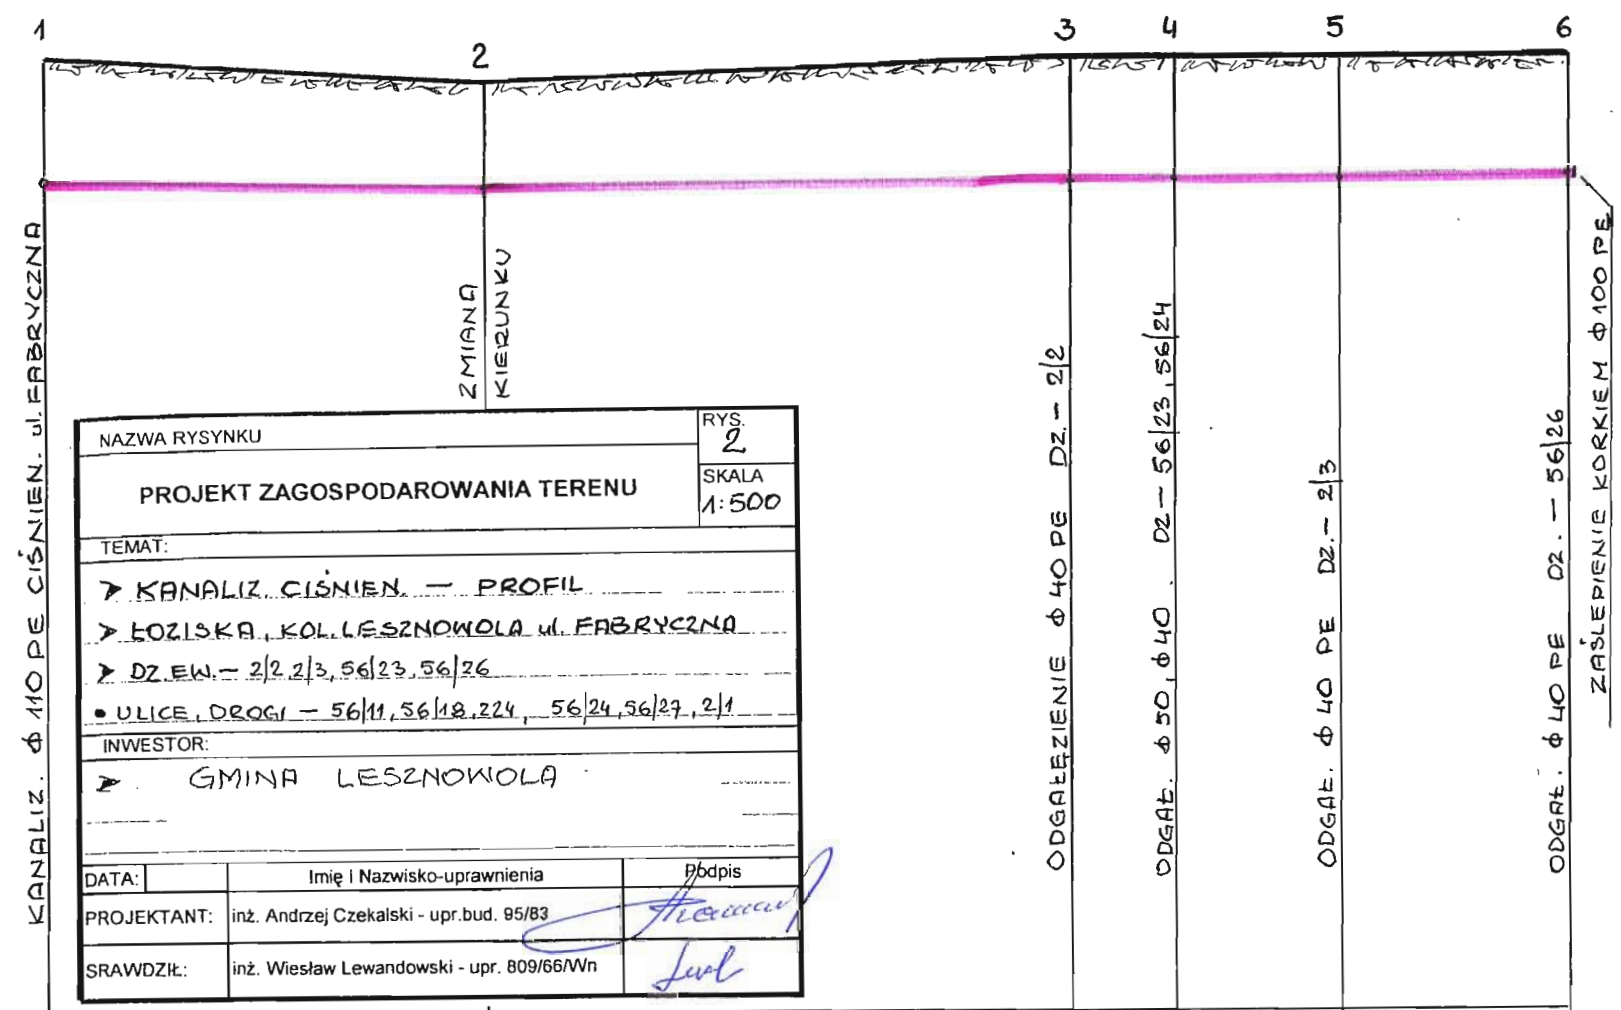 1
2
3
4
5
6
KANALIZ. ϕ 110 PE CIŚNIEN. ul. FABRYCZNA
ZMIANA
KIERUNKU
ODGAŁĘZIENIE ϕ 40 PE DZ. - 2/2
ODGAŁ. ϕ 50, ϕ 40 DZ - 56/23, 56/24
ODGAŁ. ϕ 40 PE DZ. - 2/3
ODGAŁ. ϕ 40 PE DZ. - 56/26
ZAŚLEPIENIE KORKIEM ϕ 100 PE
NAZWA RYSYNKU
RYS.
2
PROJEKT ZAGOSPODAROWANIA TERENU
SKALA
1:500
TEMAT:
➤ KANALIZ. CIŚNIEN. — PROFIL
➤ ŁOZISKA, KOL. LESZNOWOLA ul. FABRYCZNA
➤ DZ. EW. - 2/2, 2/3, 56/23, 56/26
• ULICE, DROGI - 56/11, 56/18, 224, 56/24, 56/27, 2/1
INWESTOR:
➤ GMINA LESZNOWOLA
DATA: Imię i Nazwisko-uprawnienia Podpis
PROJEKTANT: inż. Andrzej Czekalski - upr.bud. 95/83
SRAWDZIŁ: inż. Wiesław Lewandowski - upr. 809/66/Wn